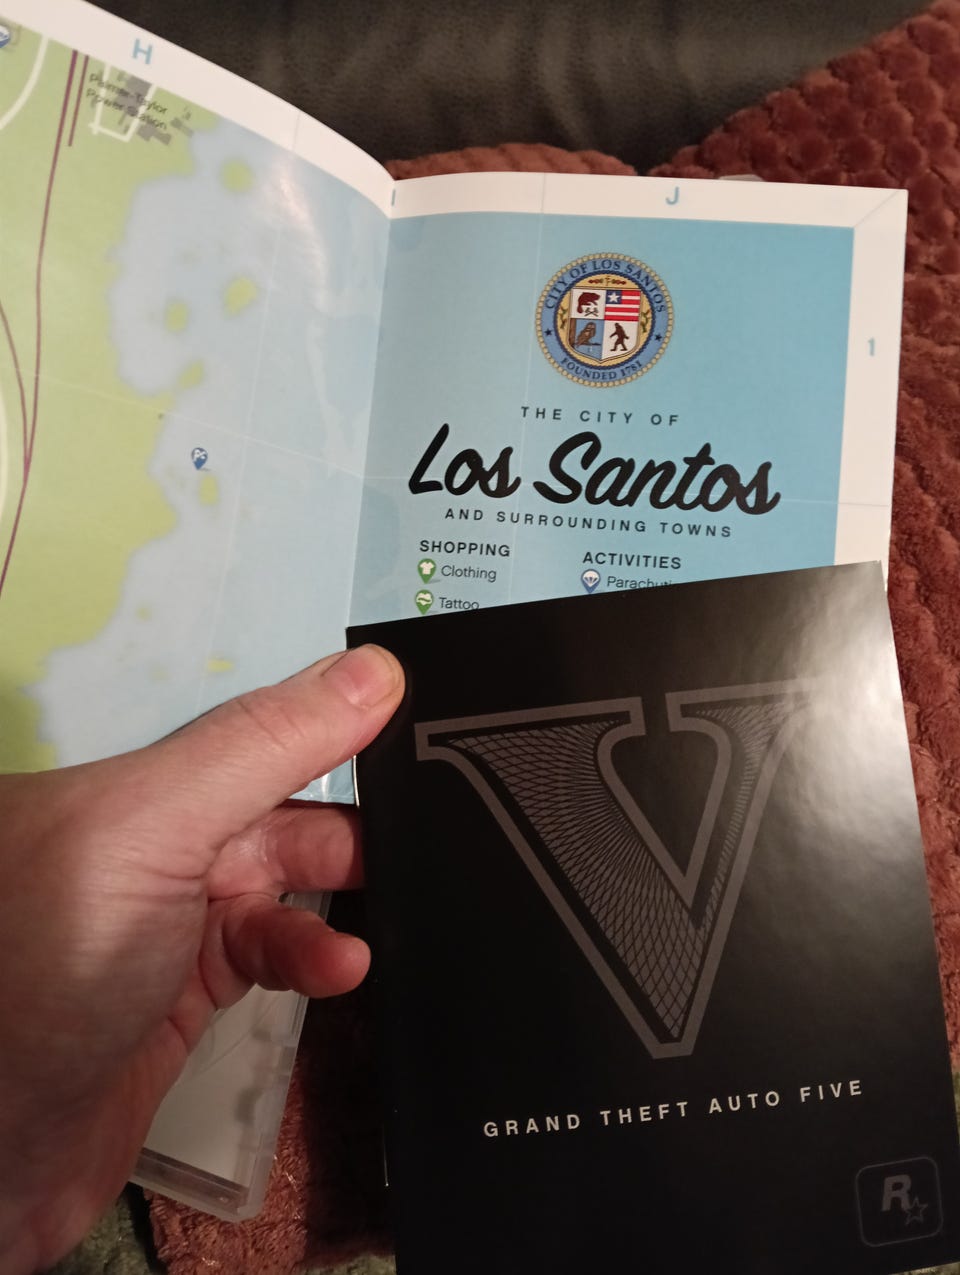 H
Palmer-Taylor
Power Station
J
1
CITY OF LOS SANTOS
FOUNDED 1781
THE CITY OF
Los Santos
AND SURROUNDING TOWNS
SHOPPING
Clothing
Tattoo
ACTIVITIES
Parachuti
V
GRAND THEFT AUTO FIVE
R